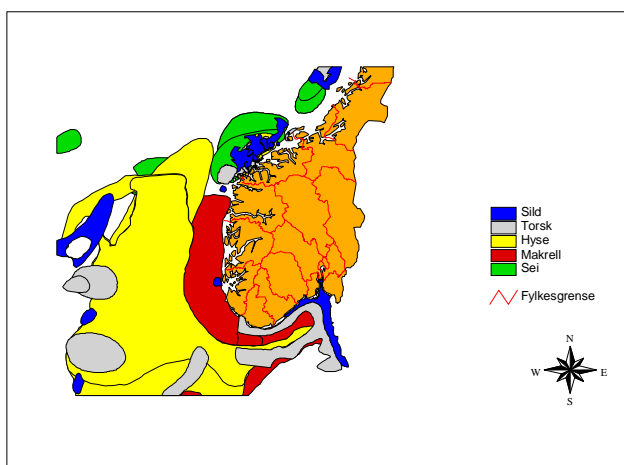 Sild
Torsk
Hyse
Makrell
Sei
Fylkesgrense
N
W E
S